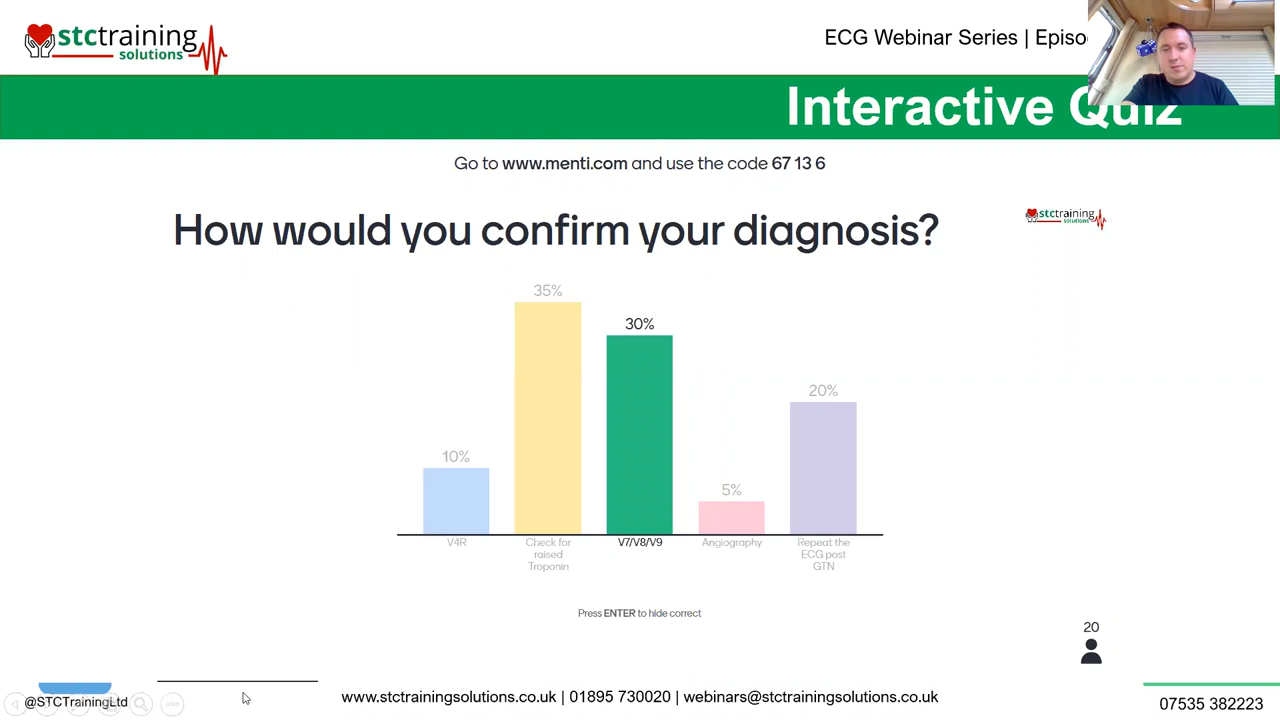 stctraining
solutions
ECG Webinar Series | Episo
Interactive Quiz
Go to www.menti.com and use the code 67 13 6
How would you confirm your diagnosis?
stctraining
solutions
35%
30%
20%
10%
5%
V4R
Check for
raised
Troponin
V7/V8/V9
Angiography
Repeat the
ECG post
GTN
Press ENTER to hide correct
20
@STCTrainingLtd
www.stctrainingsolutions.co.uk | 01895 730020 | webinars@stctrainingsolutions.co.uk
07535 382223